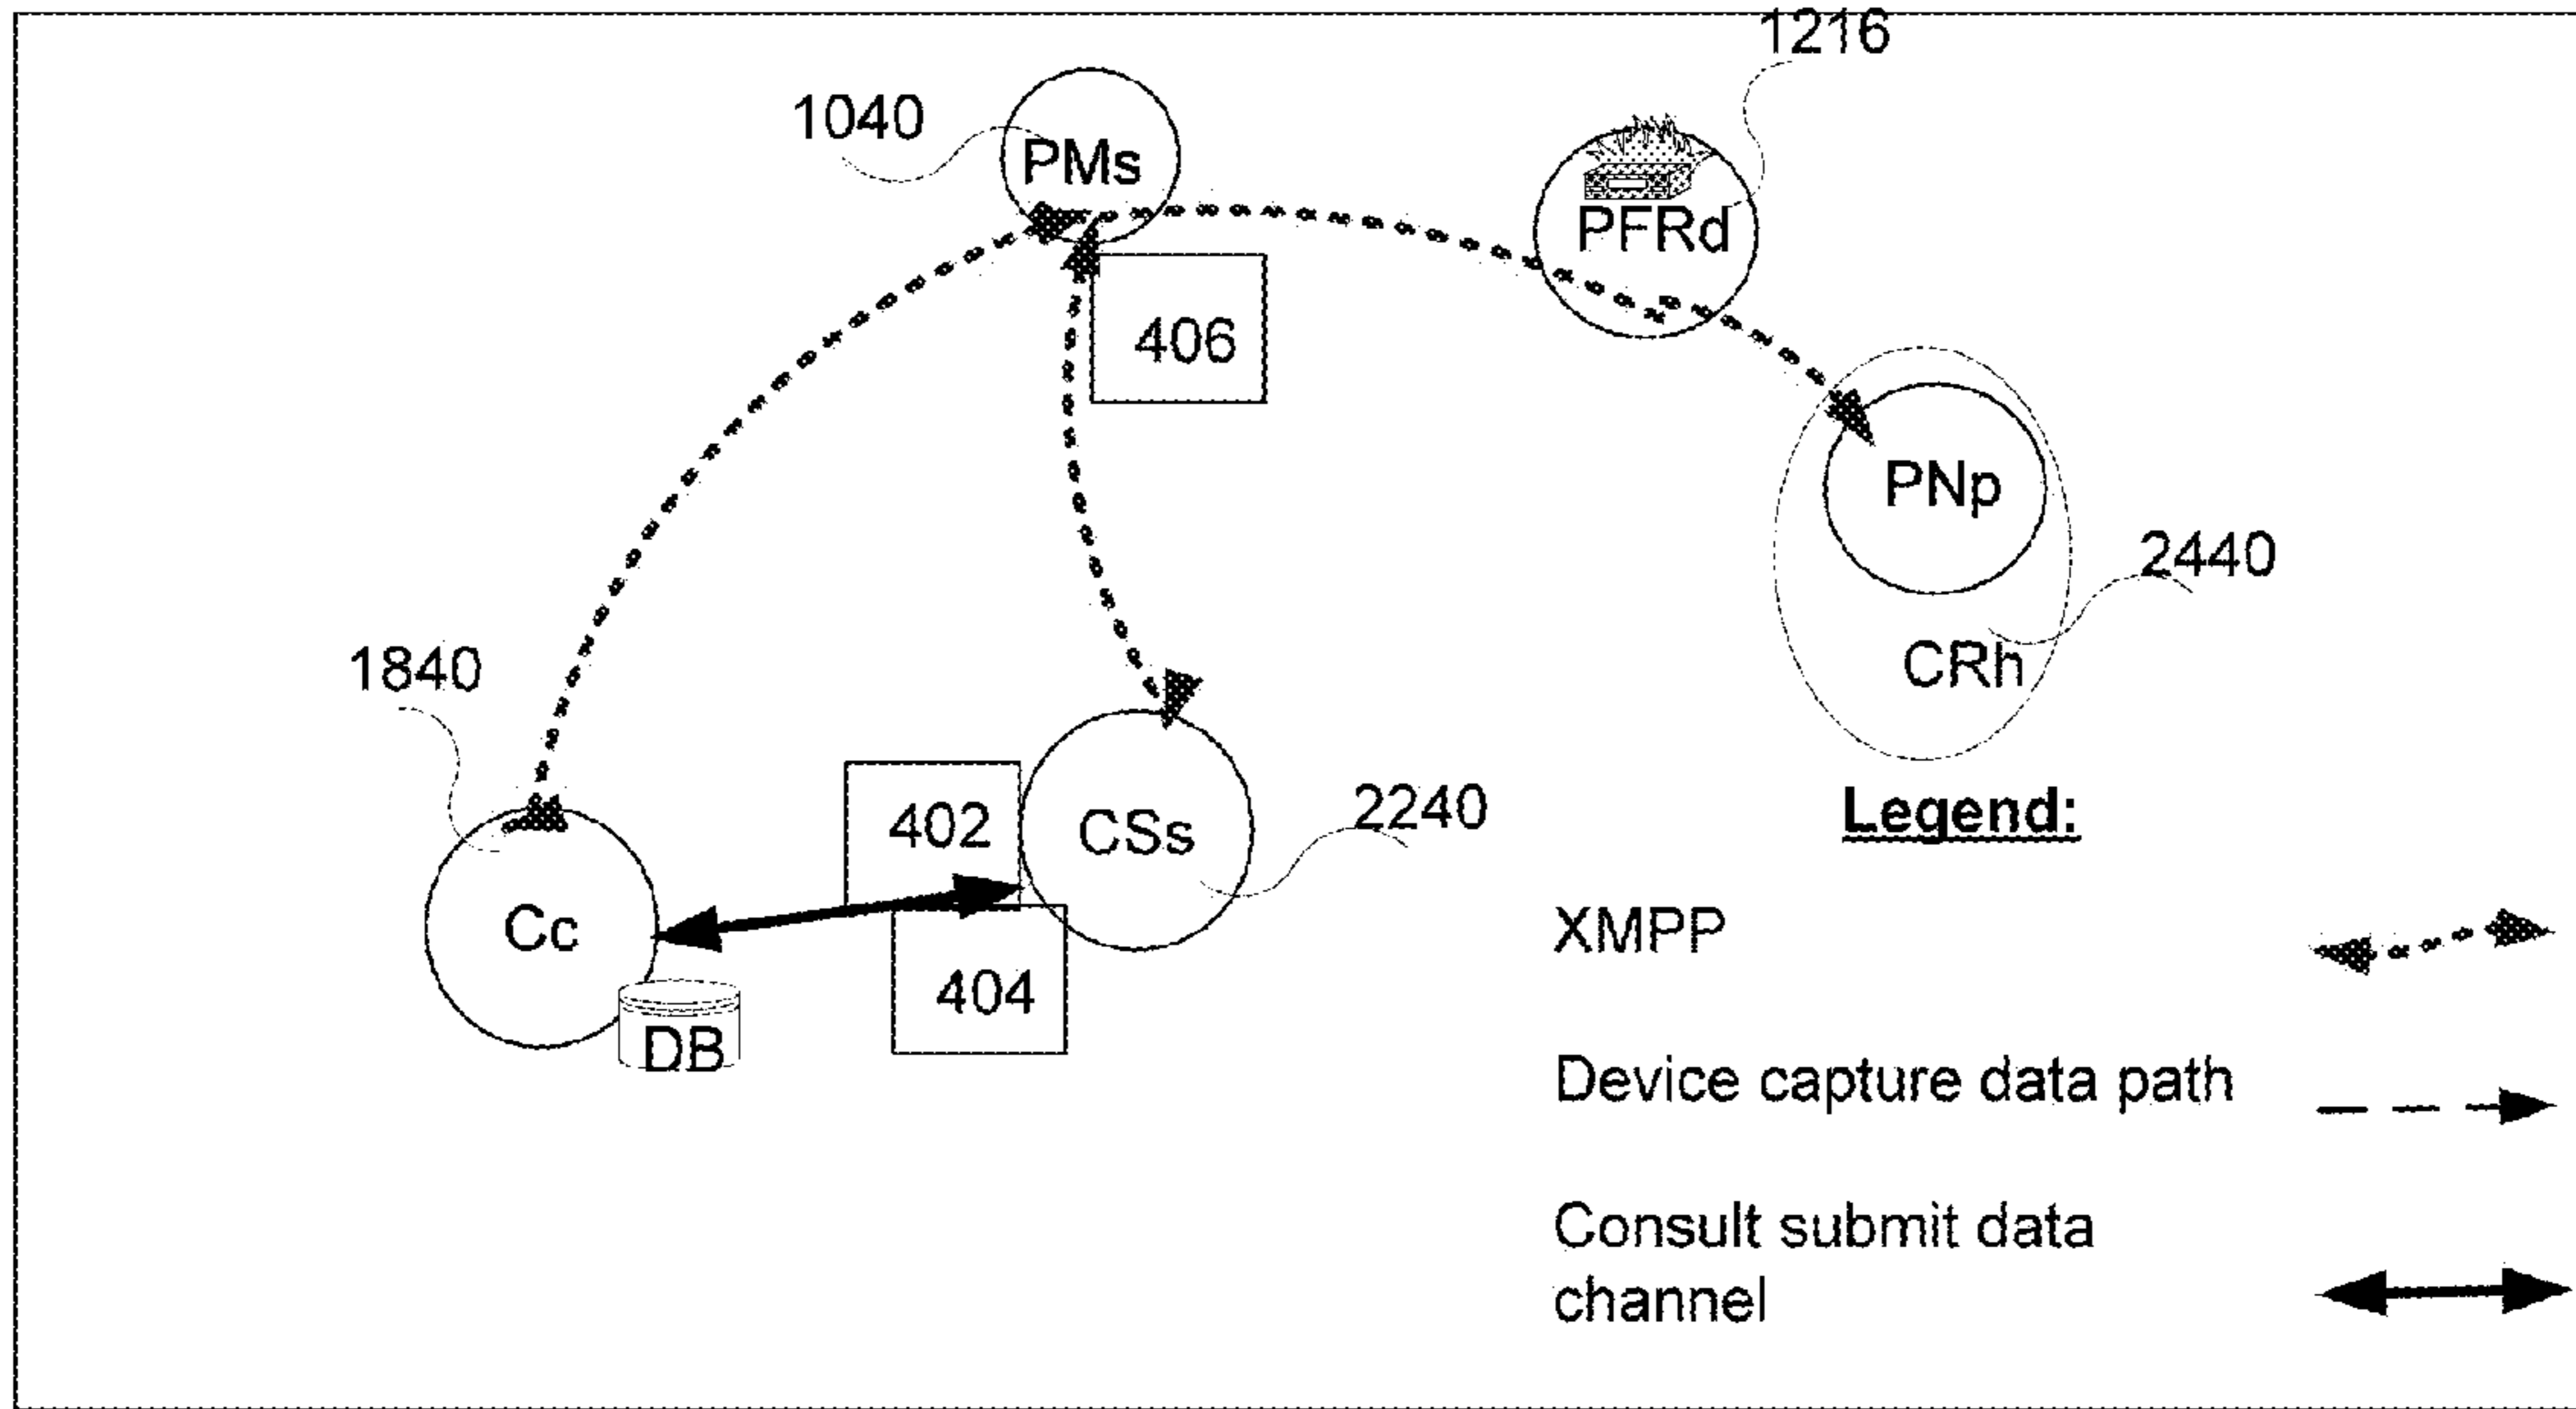 1216
1040
PMs
PFRd
406
PNp
2440
CRh
1840
402
CSs
2240
Cc
404
DB
Legend:
XMPP
Device capture data path
Consult submit data
channel